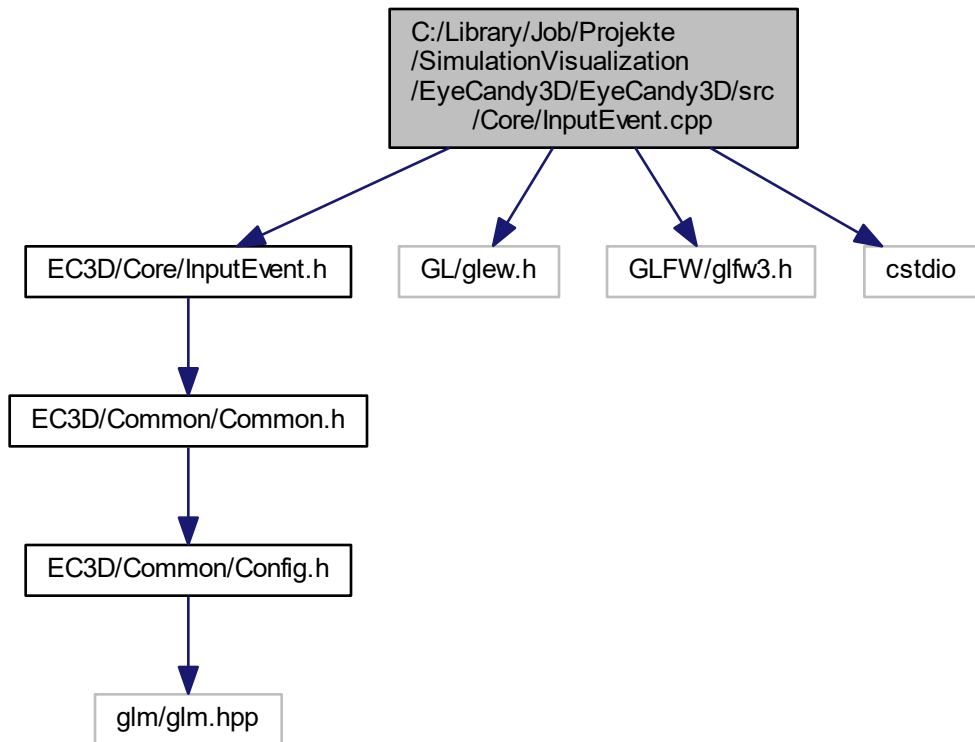 C:/Library/Job/Projekte
/SimulationVisualization
/EyeCandy3D/EyeCandy3D/src
/Core/InputEvent.cpp
EC3D/Core/InputEvent.h
GL/glew.h
GLFW/glfw3.h
cstdio
EC3D/Common/Common.h
EC3D/Common/Config.h
glm/glm.hpp